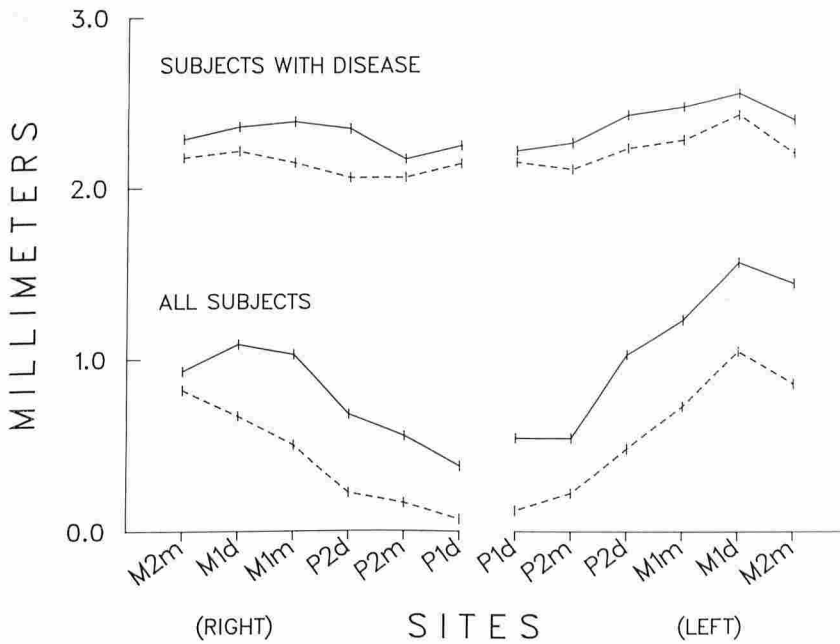 3.0
SUBJECTS WITH DISEASE
2.0
MILLIMETERS
ALL SUBJECTS
1.0
0.0
M2m M1d M1m P2d P2m P1d P1d P2m P2d M1m M1d M2m
(RIGHT) SITES (LEFT)